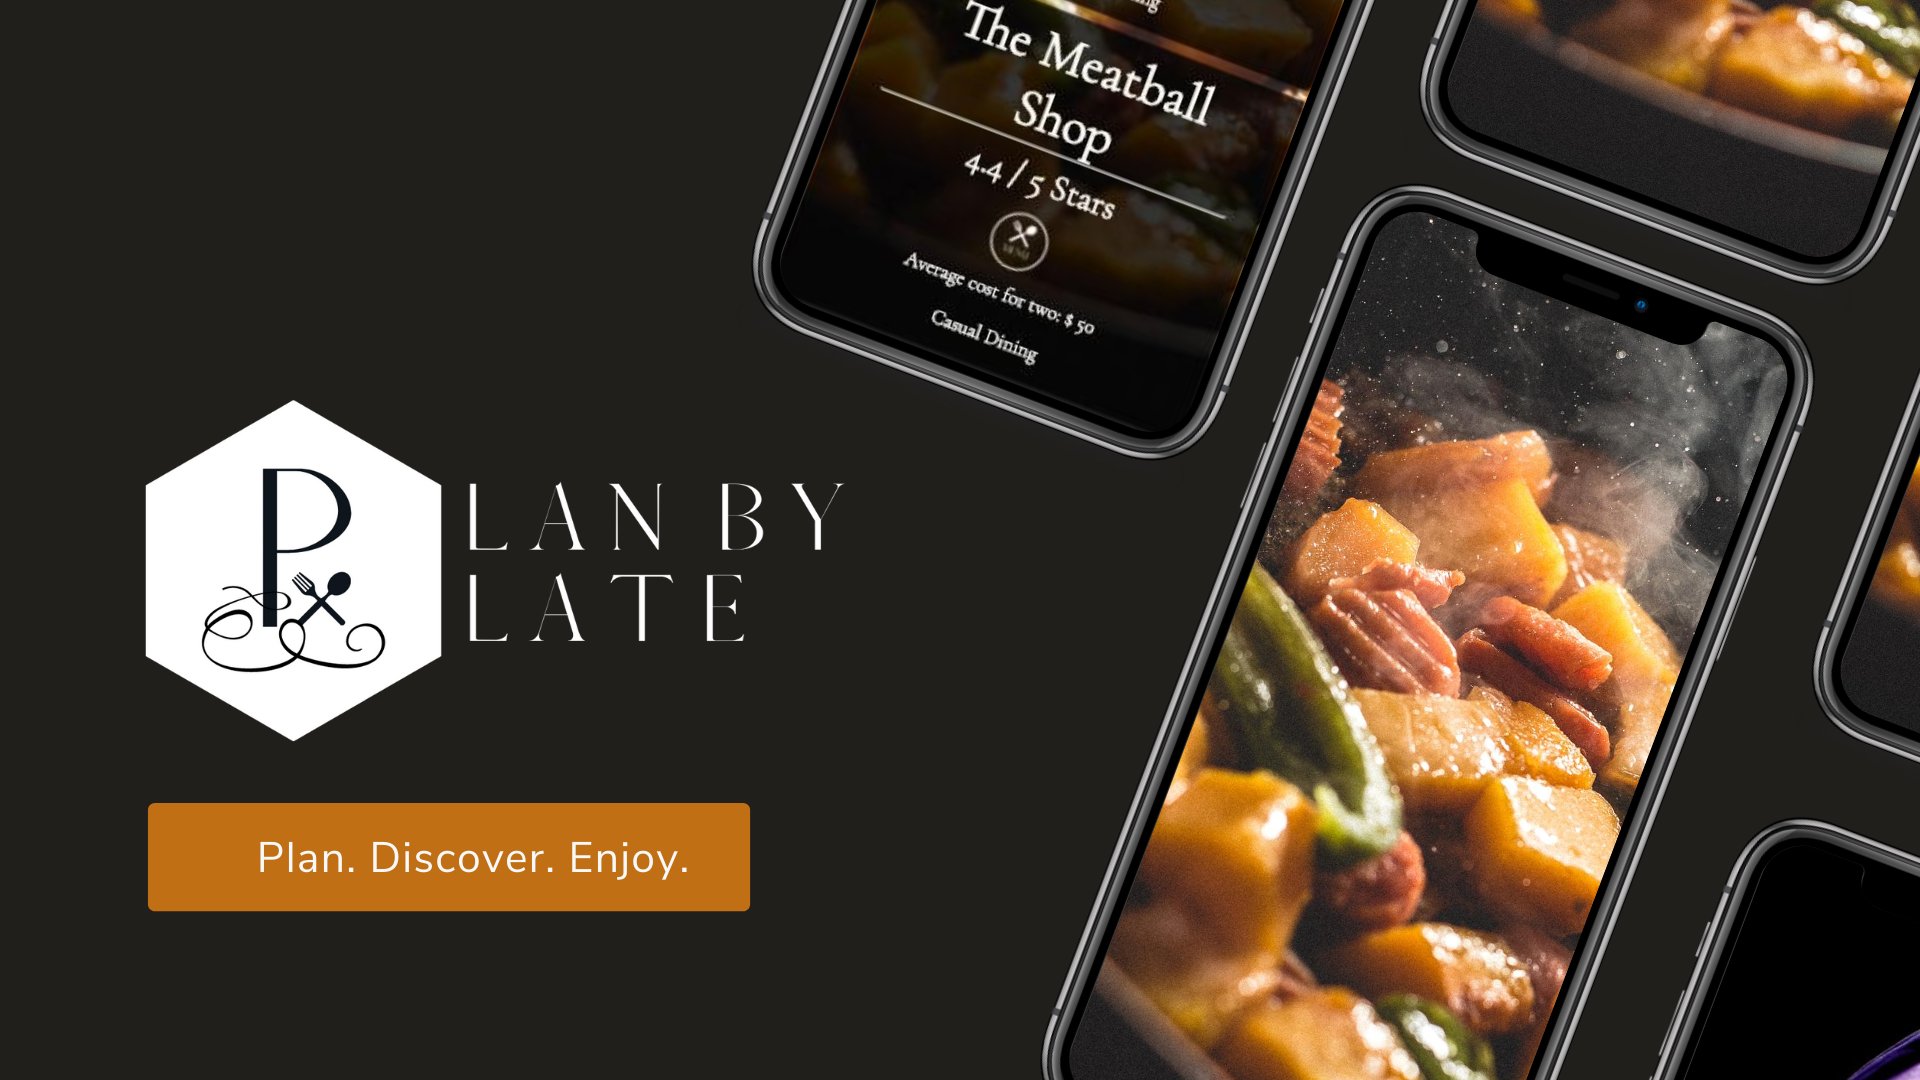 The Meatball
Shop
4.4 / 5 Stars
MENU
Average cost for two: $ 50
Casual Dining
P
LAN BY
LATE
Plan. Discover. Enjoy.